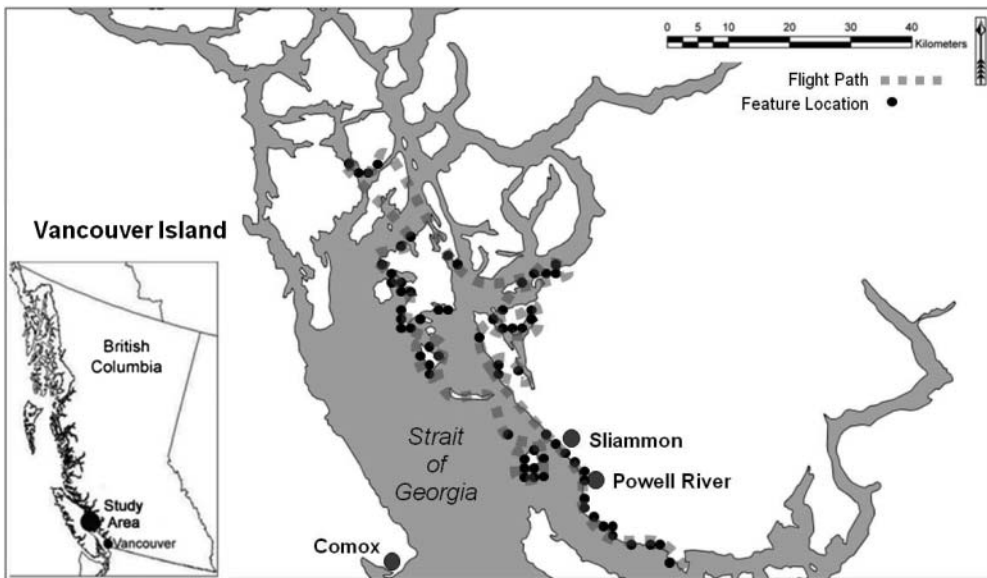 0 10 20 30 40
Kilometers
Flight Path
Feature Location
Vancouver Island
British
Columbia
Study
Area
Vancouver
Strait
of
Georgia
Sliammon
Powell River
Comox